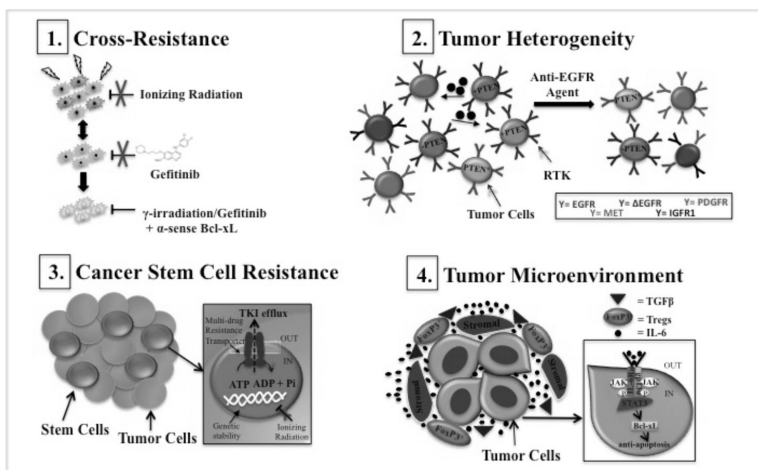 1. Cross-Resistance
Ionizing Radiation
Gefitinib
γ-irradiation/Gefitinib
+ α-sense Bcl-xL
2. Tumor Heterogeneity
Anti-EGFR
Agent
PTEN
PTEN
PTEN
PTEN
PTEN
PTEN
RTK
Tumor Cells
Y= EGFR Y= ΔEGFR Y= PDGFR
Y= MET Y= IGFR1
3. Cancer Stem Cell Resistance
TKI efflux
Multi-drug
Resistance
Transporter
OUT
IN
ATP ADP + Pi
Genetic
stability
Ionizing
Radiation
Stem Cells
Tumor Cells
4. Tumor Microenvironment
= TGFβ
FoxP3 = Tregs
= IL-6
FoxP3
Stromal
FoxP3
Stromal
Stromal
FoxP3
FoxP3
Tumor Cells
OUT
JAK JAK
IN
P P
STAT3
Bcl-xL
anti-apoptosis